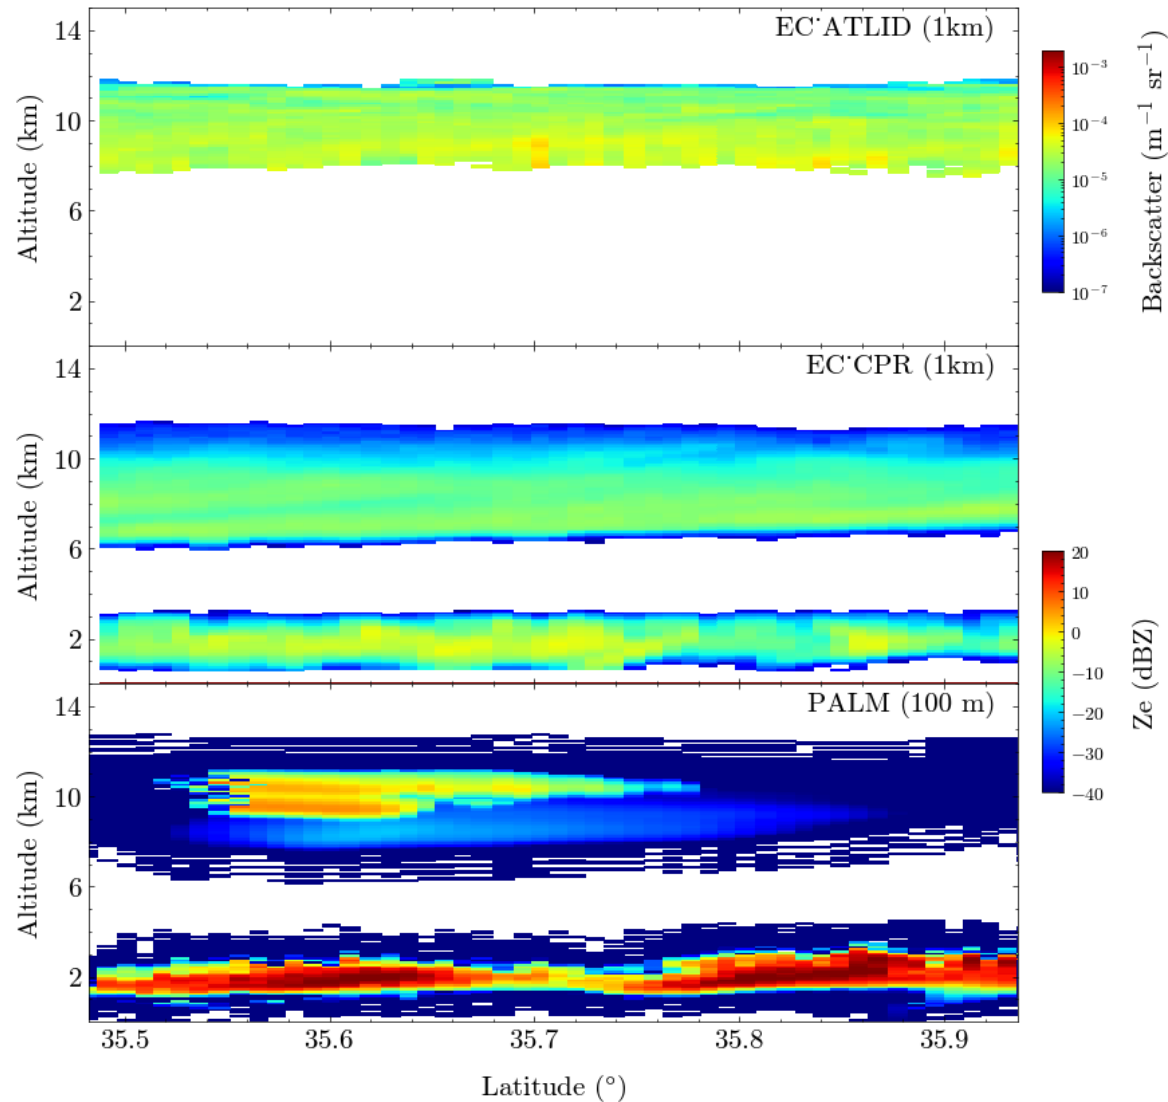 EC˙ATLID (1km)
14
10
6
2
Altitude (km)
10⁻³
10⁻⁴
10⁻⁵
10⁻⁶
10⁻⁷
Backscatter (m⁻¹ sr⁻¹)
EC˙CPR (1km)
14
10
6
2
Altitude (km)
PALM (100 m)
14
10
6
2
Altitude (km)
20
10
0
−10
−20
−30
−40
Ze (dBZ)
35.5 35.6 35.7 35.8 35.9
Latitude (°)